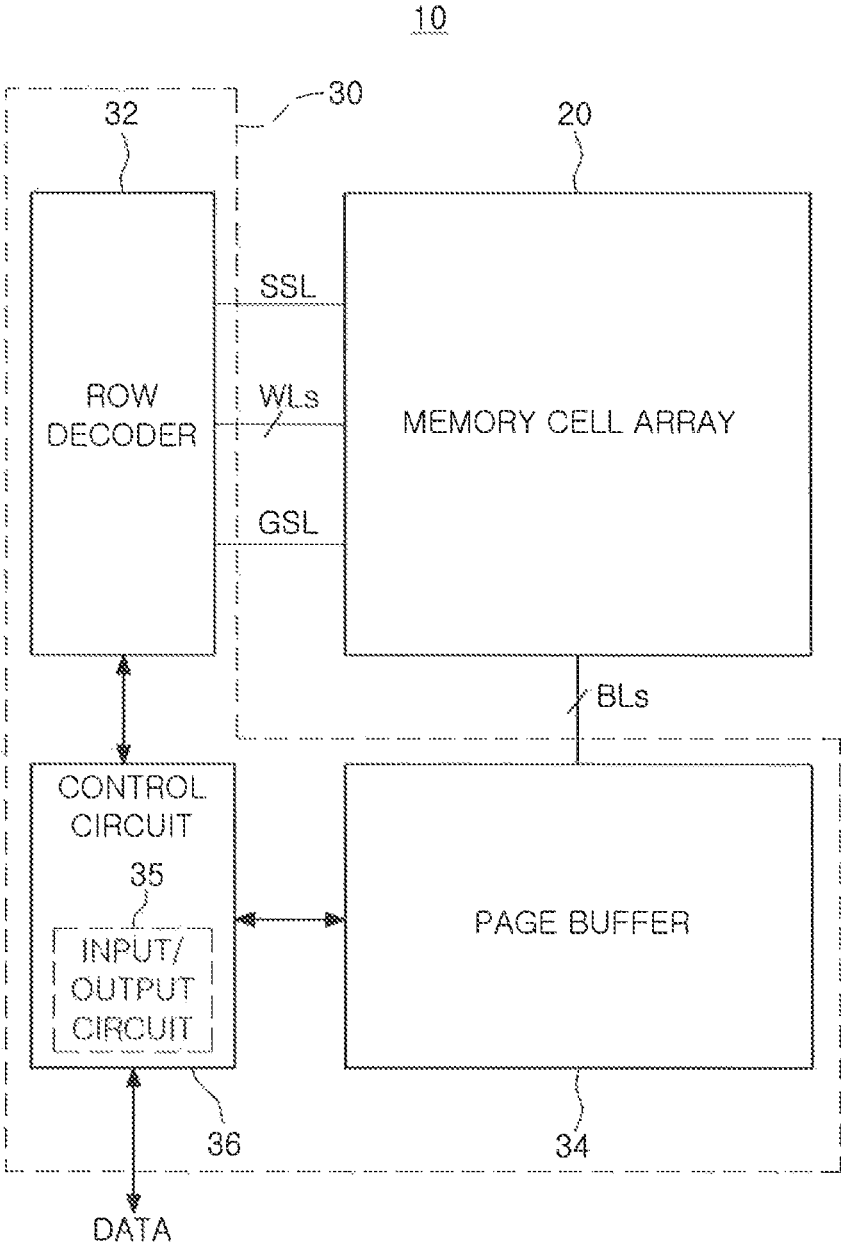 10
30
32
20
SSL
ROW
DECODER
WLs
MEMORY CELL ARRAY
GSL
BLs
CONTROL
CIRCUIT
35
INPUT/
OUTPUT
CIRCUIT
PAGE BUFFER
36
34
DATA